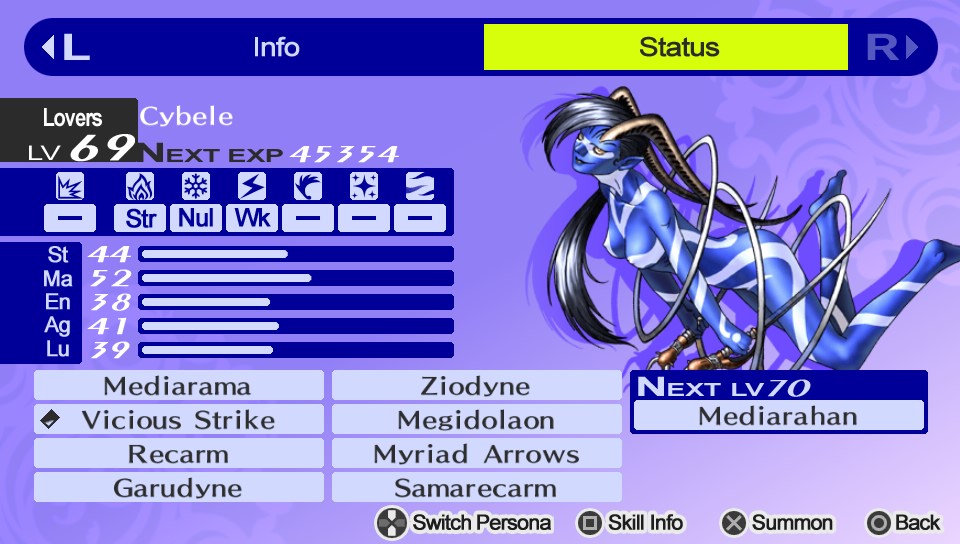 L Info Status R
Lovers Cybele
LV 69 NEXT EXP 45354
– Str Nul Wk – – –
St 44
Ma 52
En 38
Ag 41
Lu 39
Mediarama Ziodyne NEXT LV 70
Vicious Strike Megidolaon Mediarahan
Recarm Myriad Arrows
Garudyne Samarecarm
Switch Persona Skill Info Summon Back